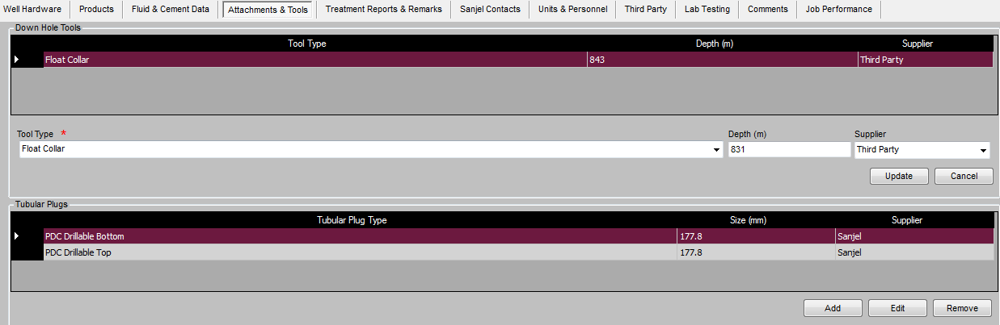 Well Hardware Products Fluid & Cement Data Attachments & Tools Treatment Reports & Remarks Sanjel Contacts Units & Personnel Third Party Lab Testing Comments Job Performance
Down Hole Tools
Tool Type Depth (m) Supplier
Float Collar 843 Third Party
Tool Type * Depth (m) Supplier
Float Collar 831 Third Party
Update Cancel
Tubular Plugs
Tubular Plug Type Size (mm) Supplier
PDC Drillable Bottom 177.8 Sanjel
PDC Drillable Top 177.8 Sanjel
Add Edit Remove